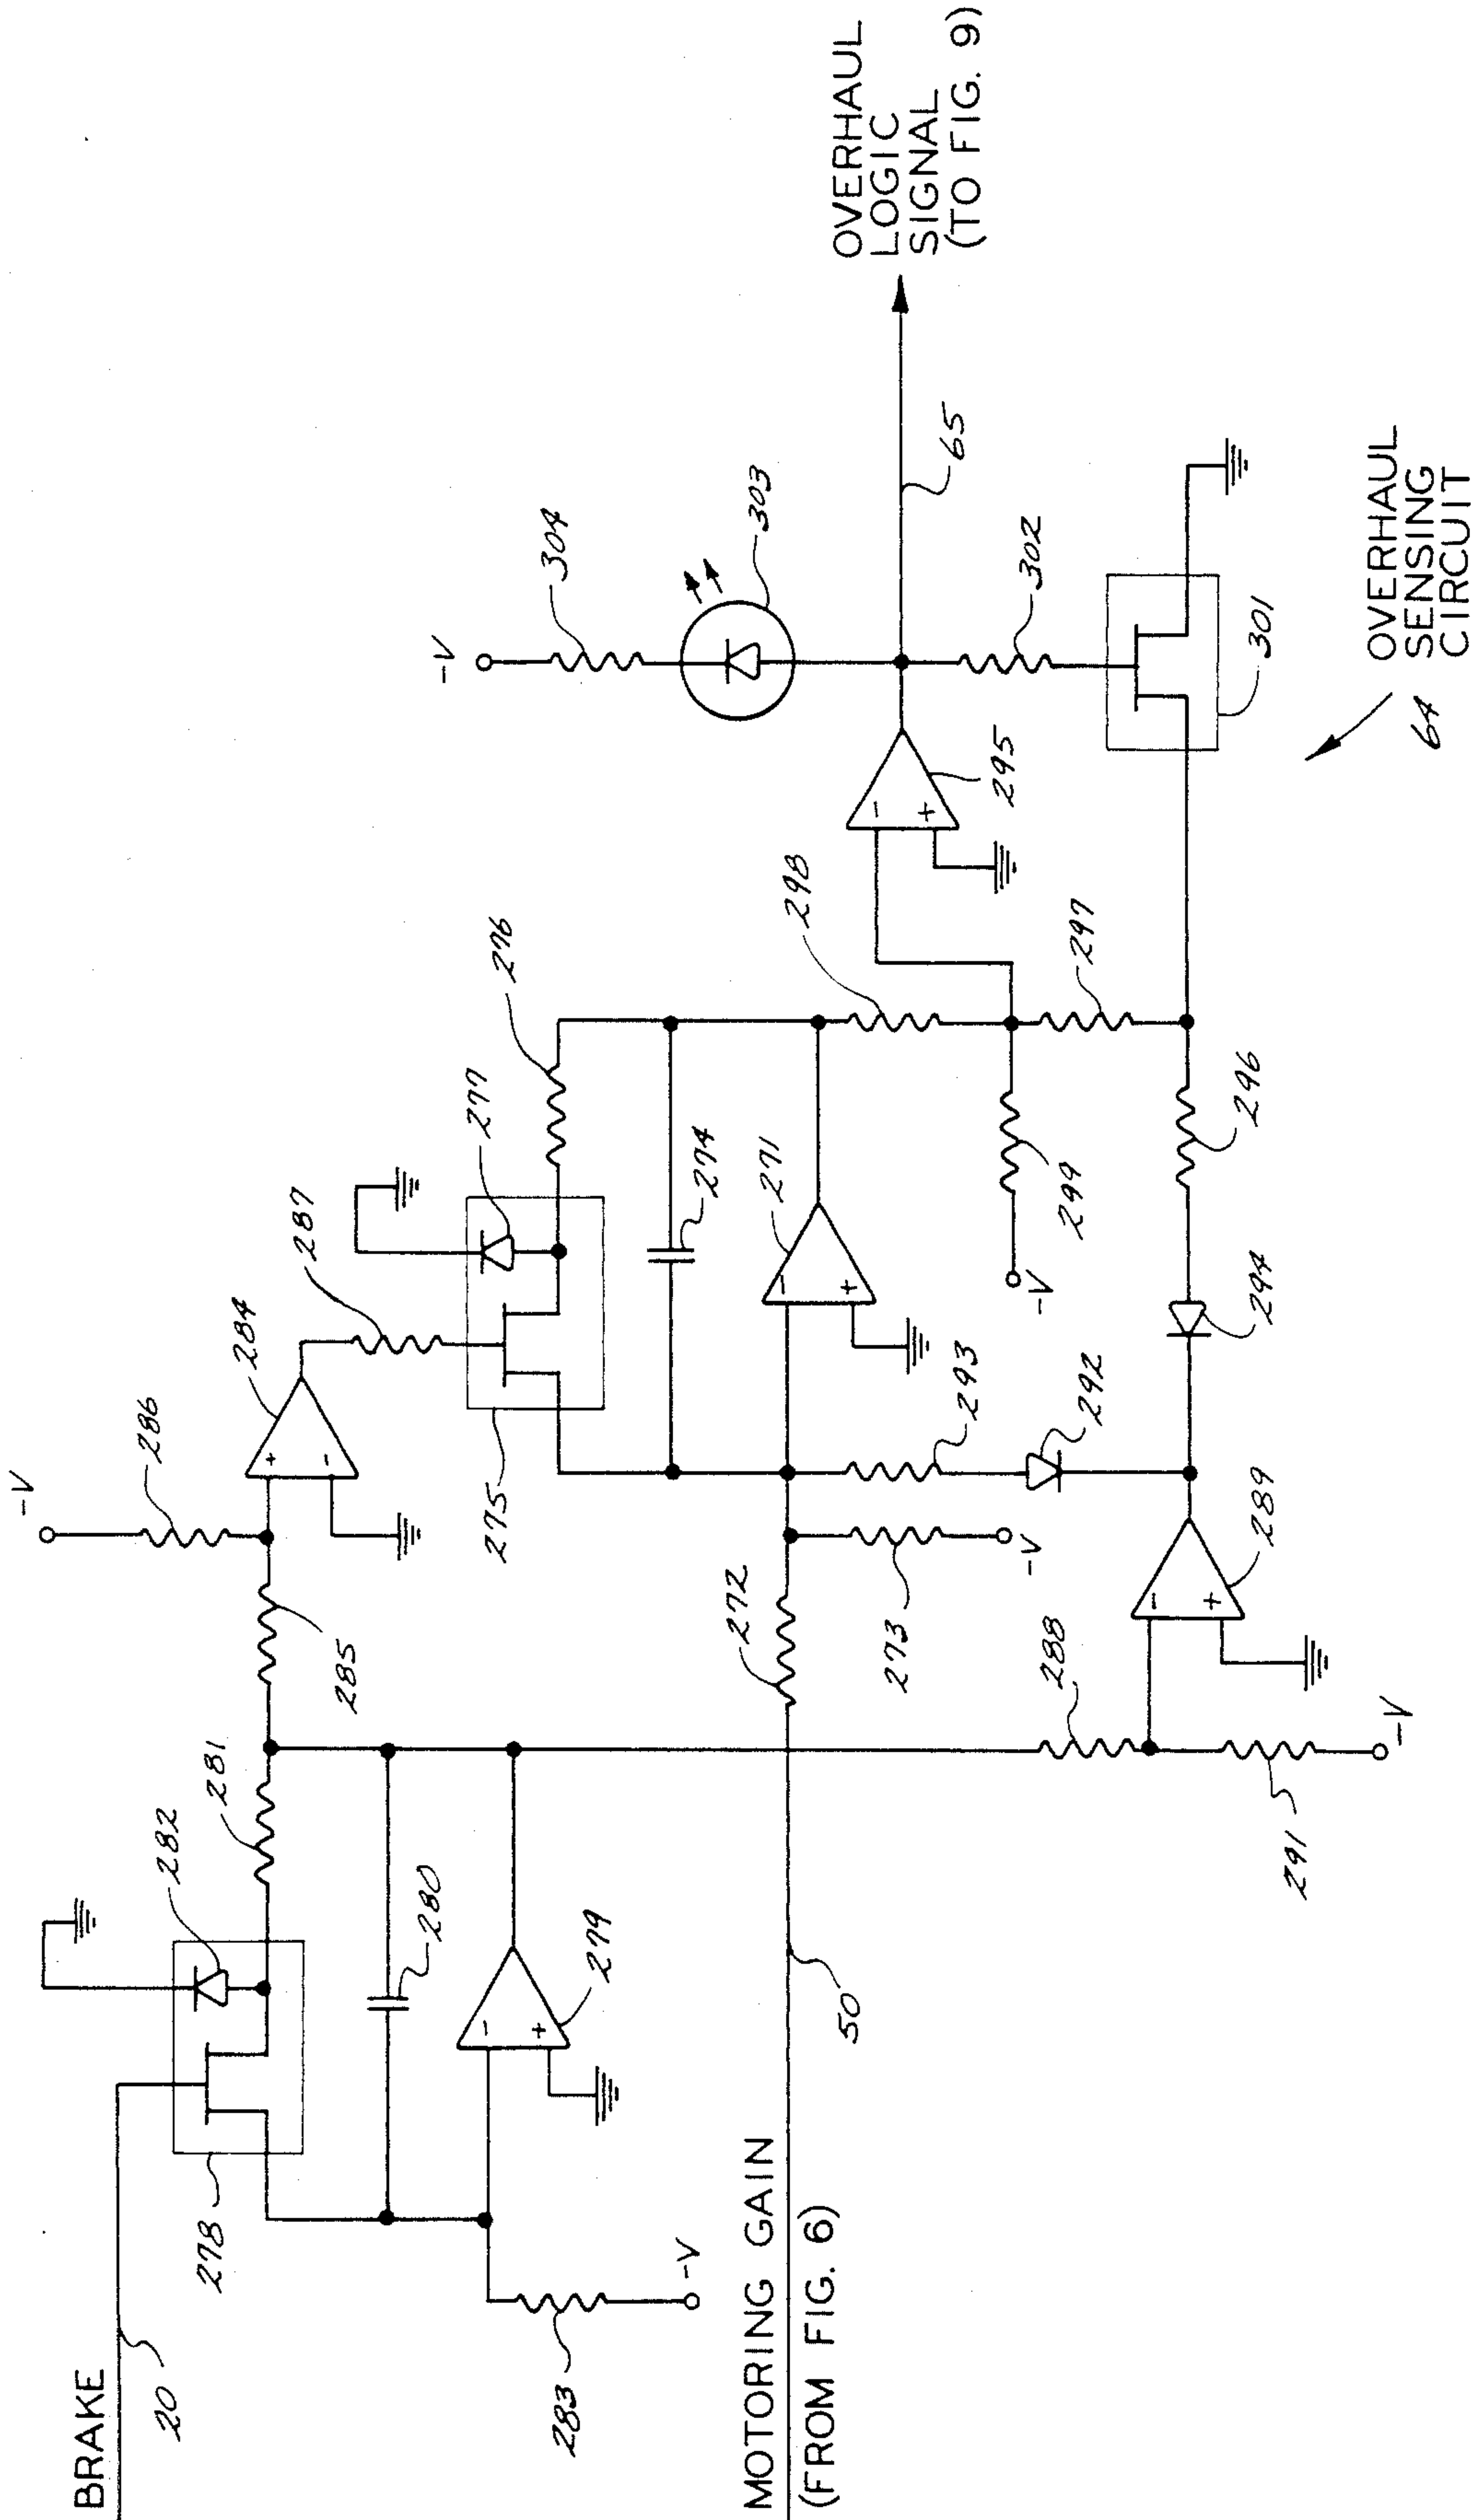 BRAKE
20
278
282
281
285
286
-V
284
287
275
277
276
283
-V
280
279
274
271
298
304
-V
303
MOTORING GAIN
(FROM FIG. 6)
50
272
273
-V
293
292
299
-V
295
297
302
65
OVERHAUL
LOGIC
SIGNAL
(TO FIG. 9)
288
291
-V
289
294
296
301
64
OVERHAUL
SENSING
CIRCUIT
-
+
-
+
+
-
-
+
-
+